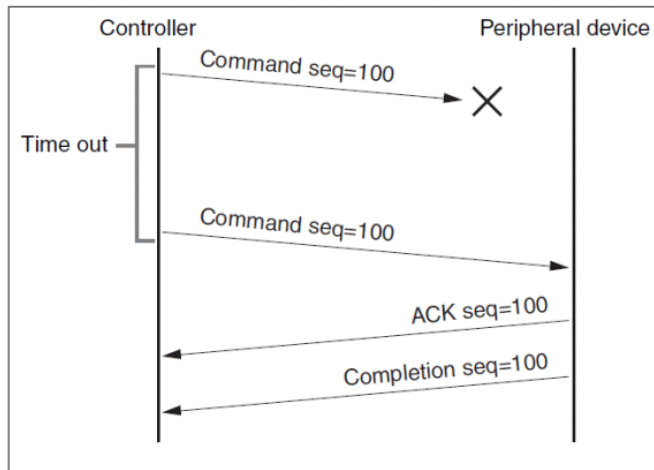 Controller
Peripheral device
Command seq=100
Time out
Command seq=100
ACK seq=100
Completion seq=100